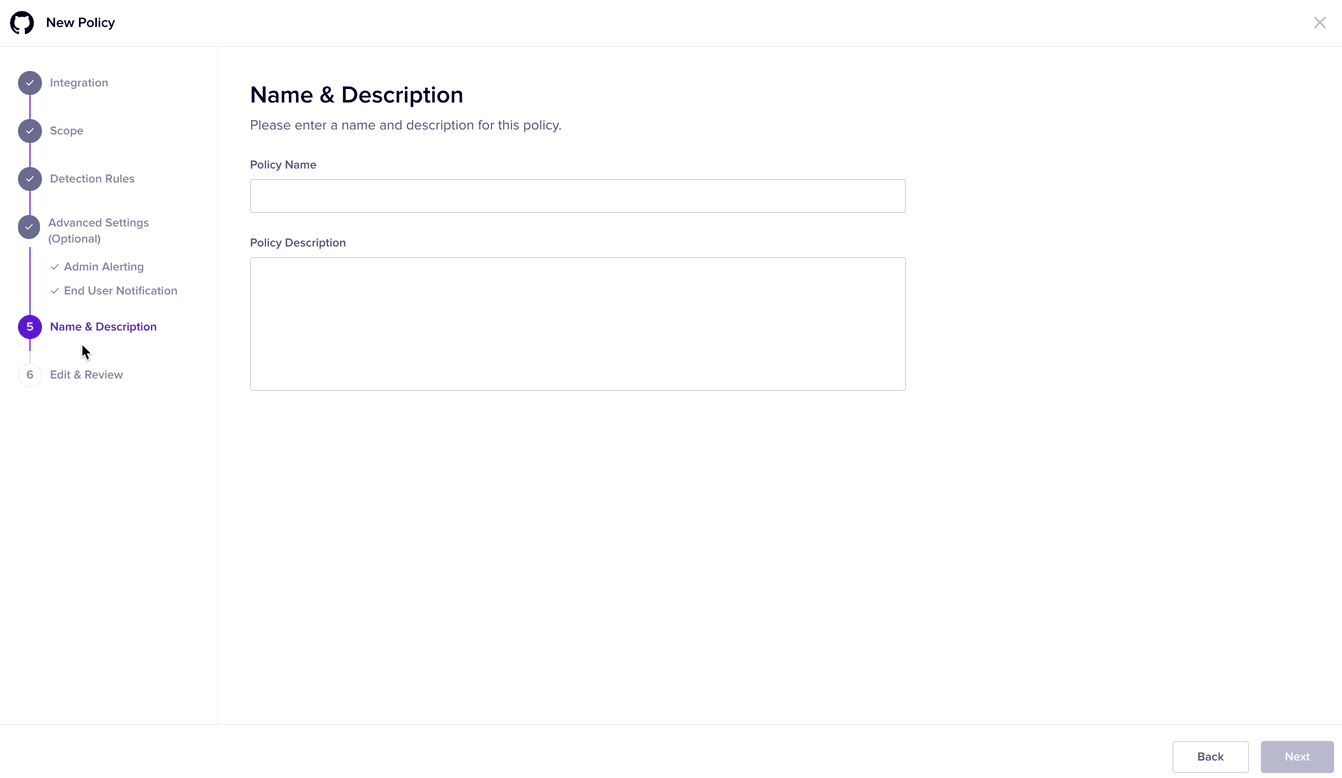 New Policy
Integration
Scope
Detection Rules
Advanced Settings
(Optional)
Admin Alerting
End User Notification
5
Name & Description
6
Edit & Review
Name & Description
Please enter a name and description for this policy.
Policy Name
Policy Description
Back
Next